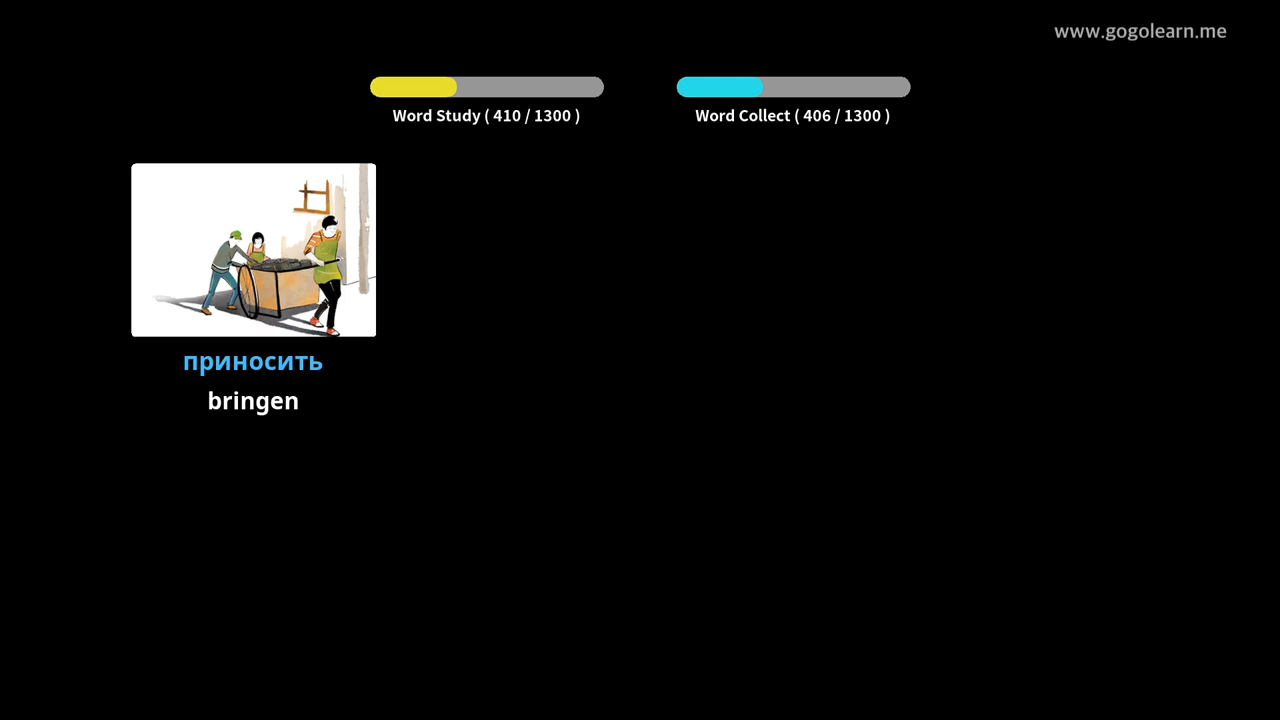 www.gogolearn.me
Word Study ( 410 / 1300 )
Word Collect ( 406 / 1300 )
приносить
bringen